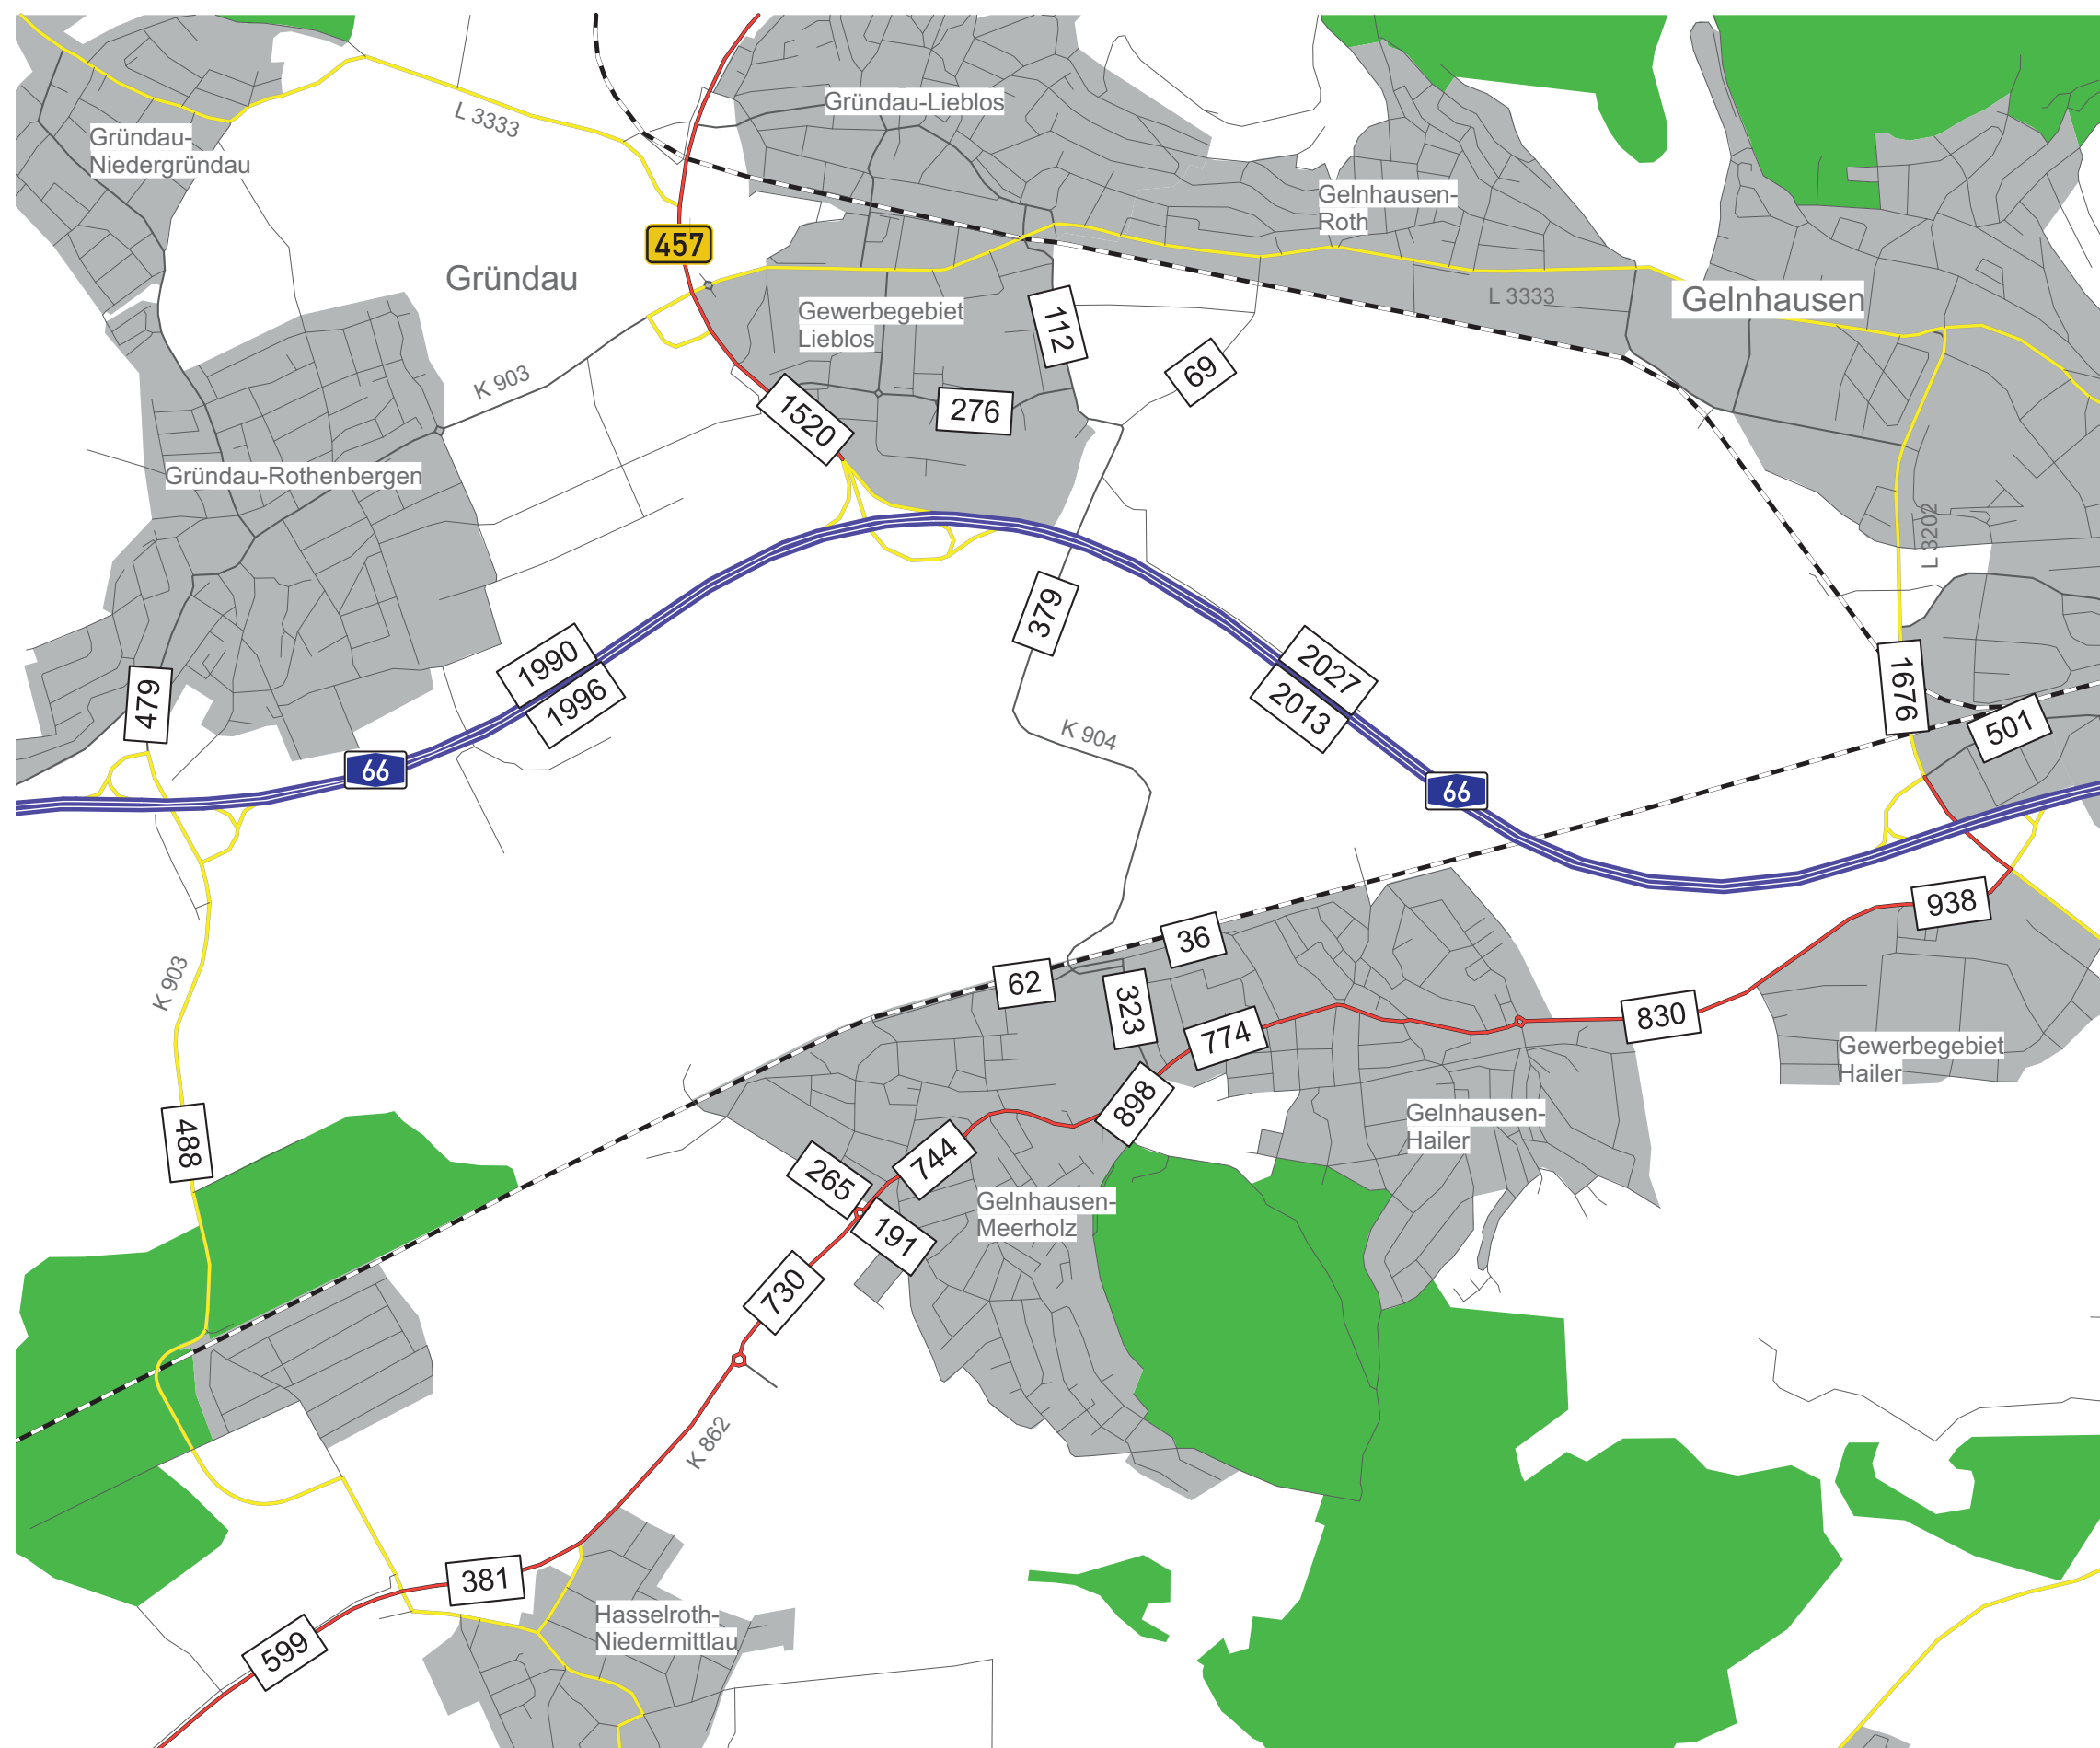 Gründau-Lieblos
L 3333
Gründau-
Niedergründau
Gelnhausen-
Roth
457
Gründau
L 3333
Gelnhausen
Gewerbegebiet
Lieblos
112
69
K 903
276
1520
Gründau-Rothenbergen
L 3202
379
1990
1996
2027
2013
479
1676
501
K 904
66
66
938
36
62
K 903
323
774
830
Gewerbegebiet
Hailer
898
Gelnhausen-
Hailer
488
744
265
191
Gelnhausen-
Meerholz
730
K 862
381
Hasselroth-
Niedermittlau
599